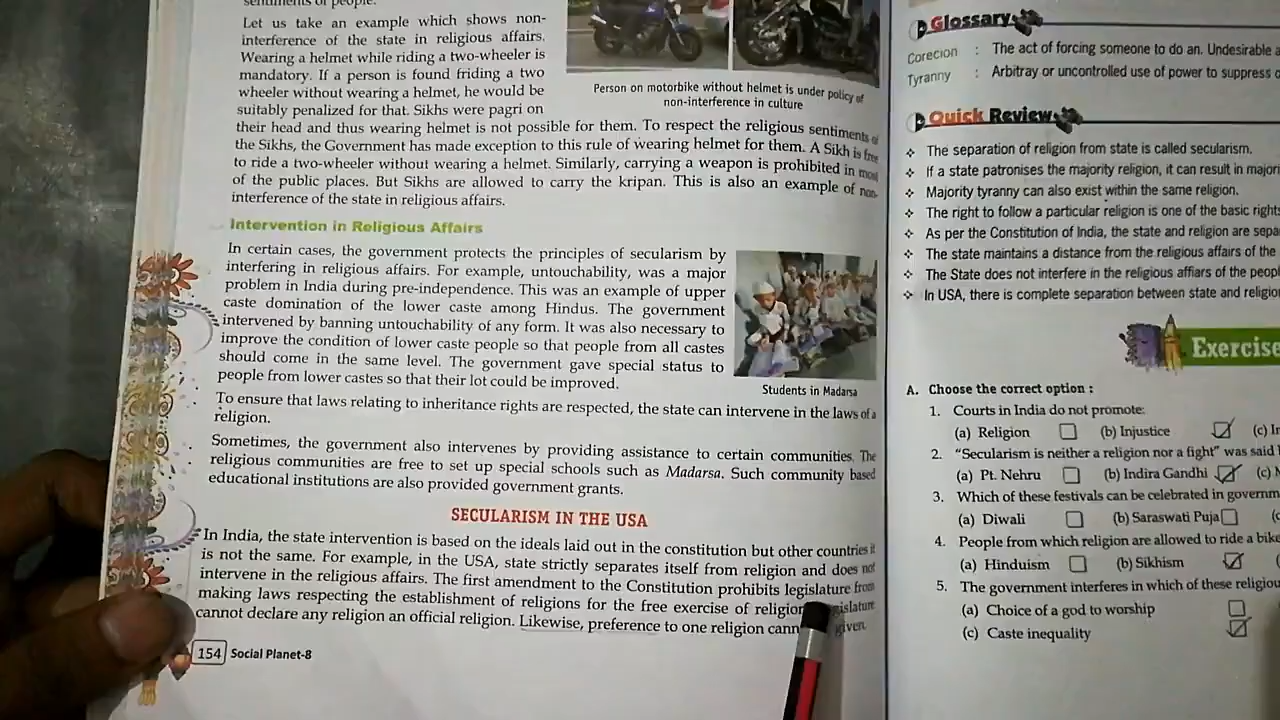 sentiments of people.
Let us take an example which shows non-
interference of the state in religious affairs.
Wearing a helmet while riding a two-wheeler is
mandatory. If a person is found friding a two
wheeler without wearing a helmet, he would be
suitably penalized for that. Sikhs were pagri on
their head and thus wearing helmet is not possible for them. To respect the religious sentiments of
the Sikhs, the Government has made exception to this rule of wearing helmet for them. A Sikh is free
to ride a two-wheeler without wearing a helmet. Similarly, carrying a weapon is prohibited in most
of the public places. But Sikhs are allowed to carry the kripan. This is also an example of non-
interference of the state in religious affairs.
Person on motorbike without helmet is under policy of
non-interference in culture
Intervention in Religious Affairs
In certain cases, the government protects the principles of secularism by
interfering in religious affairs. For example, untouchability, was a major
problem in India during pre-independence. This was an example of upper
caste domination of the lower caste among Hindus. The government
intervened by banning untouchability of any form. It was also necessary to
improve the condition of lower caste people so that people from all castes
should come in the same level. The government gave special status to
people from lower castes so that their lot could be improved.
Students in Madarsa
To ensure that laws relating to inheritance rights are respected, the state can intervene in the laws of a
religion.
Sometimes, the government also intervenes by providing assistance to certain communities. The
religious communities are free to set up special schools such as Madarsa. Such community based
educational institutions are also provided government grants.
SECULARISM IN THE USA
In India, the state intervention is based on the ideals laid out in the constitution but other countries it
is not the same. For example, in the USA, state strictly separates itself from religion and does not
intervene in the religious affairs. The first amendment to the Constitution prohibits legislature from
making laws respecting the establishment of religions for the free exercise of religion
cannot declare any religion an official religion. Likewise, preference to one religion given.
154 Social Planet-8
Glossary
Corecion : The act of forcing someone to do an. Undesirable a
Tyranny : Arbitray or uncontrolled use of power to suppress
Quick Review
❖ The separation of religion from state is called secularism.
❖ If a state patronises the majority religion, it can result in major
❖ Majority tyranny can also exist within the same religion.
❖ The right to follow a particular religion is one of the basic rights
❖ As per the Constitution of India, the state and religion are sepa
❖ The state maintains a distance from the religious affairs of the
❖ The State does not interfere in the religious affiars of the peopl
❖ In USA, there is complete separation between state and religio
Exercise
A. Choose the correct option :
1. Courts in India do not promote:
(a) Religion (b) Injustice (c) In
2. "Secularism is neither a religion nor a fight" was said
(a) Pt. Nehru (b) Indira Gandhi (c)
3. Which of these festivals can be celebrated in governm
(a) Diwali (b) Saraswati Puja
4. People from which religion are allowed to ride a bike
(a) Hinduism (b) Sikhism
5. The government interferes in which of these religiou
(a) Choice of a god to worship
(c) Caste inequality